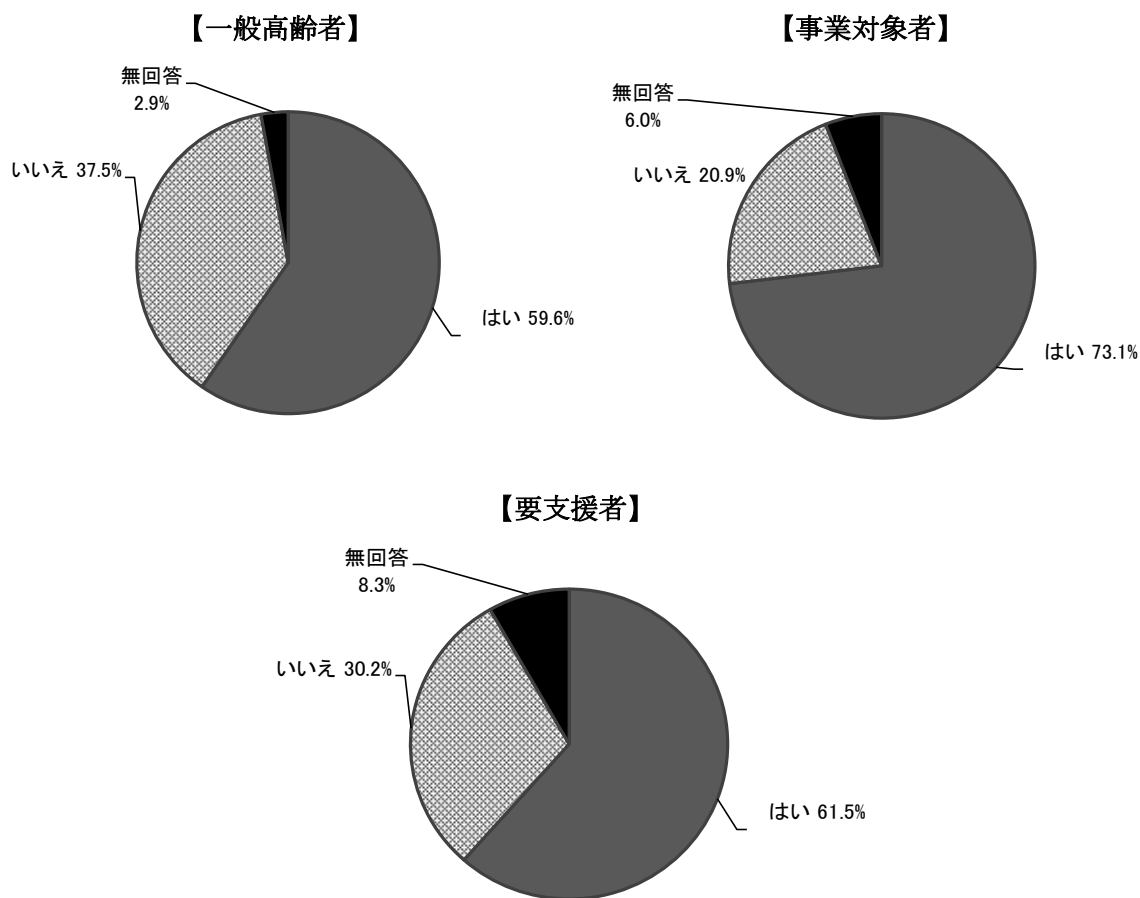 【一般高齢者】
無回答
2.9%
いいえ 37.5%
はい 59.6%
【事業対象者】
無回答
6.0%
いいえ 20.9%
はい 73.1%
【要支援者】
無回答
8.3%
いいえ 30.2%
はい 61.5%